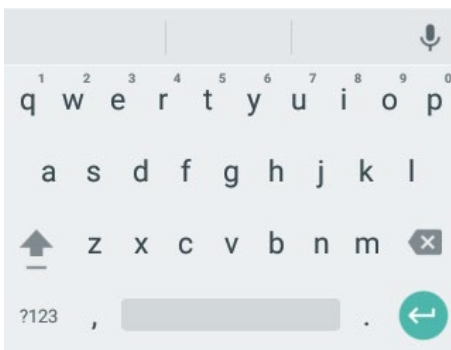 1 2 3 4 5 6 7 8 9 0
q w e r t y u i o p
a s d f g h j k l
z x c v b n m
?123 , .